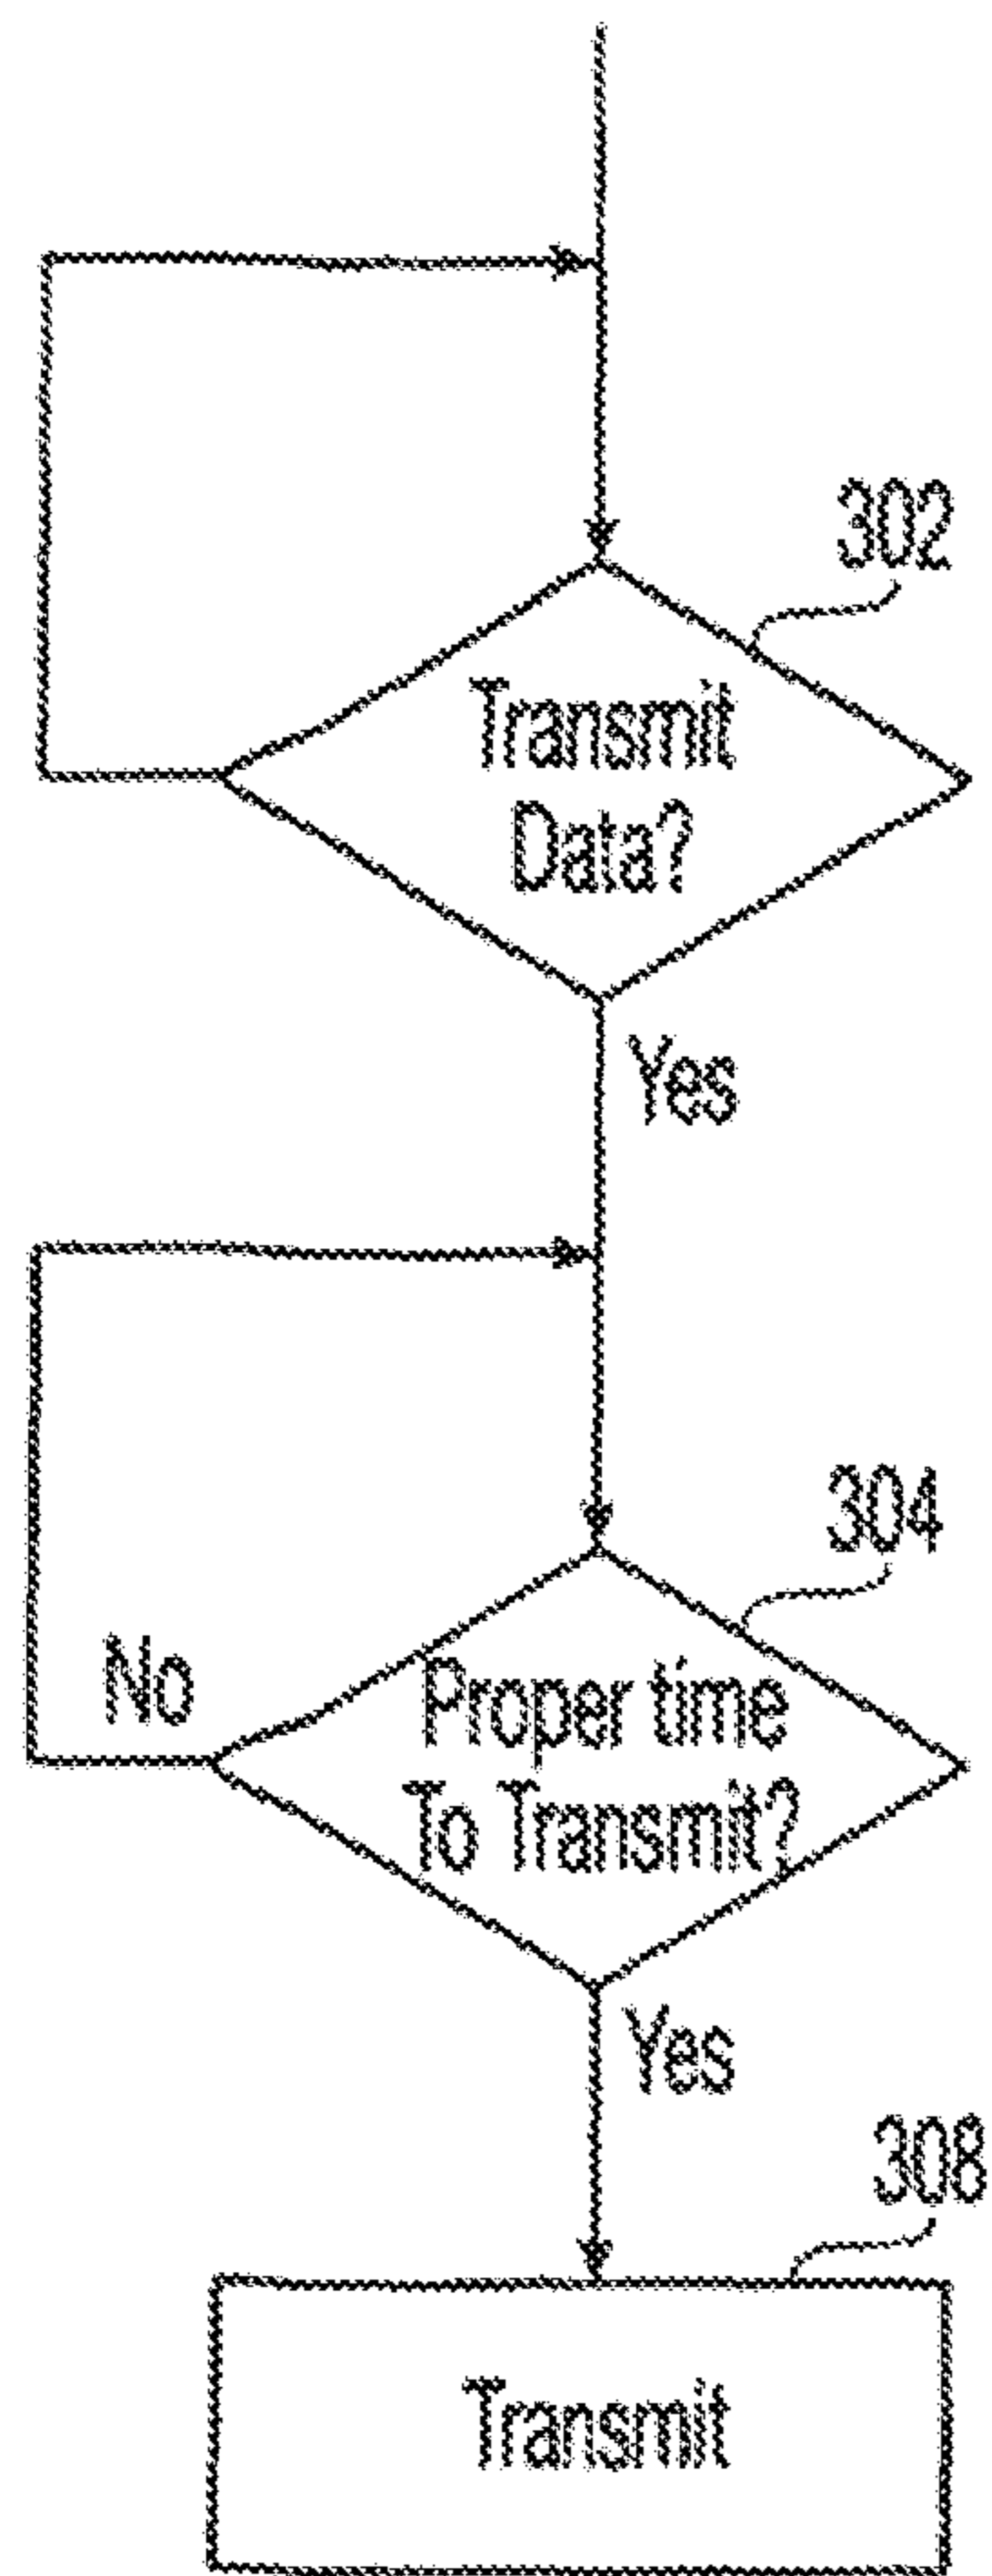 302
Transmit
Data?
Yes
304
No
Proper time
To Transmit?
Yes
308
Transmit